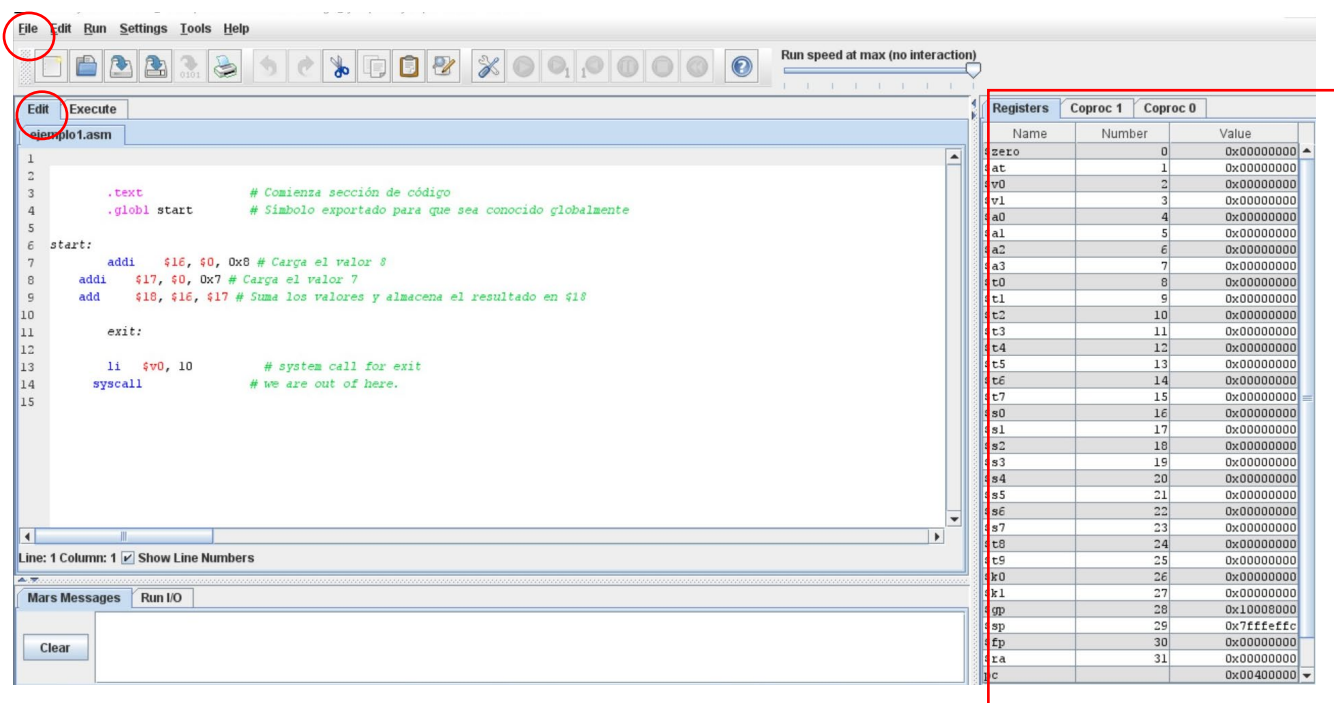 File Edit Run Settings Tools Help
Run speed at max (no interaction)
Edit Execute
ejemplo1.asm
1
2
3 .text # Comienza sección de código
4 .globl start # Símbolo exportado para que sea conocido globalmente
5
6 start:
7 addi $16, $0, 0x8 # Carga el valor 8
8 addi $17, $0, 0x7 # Carga el valor 7
9 add $18, $16, $17 # Suma los valores y almacena el resultado en $18
10
11 exit:
12
13 li $v0, 10 # system call for exit
14 syscall # we are out of here.
15
Line: 1 Column: 1 Show Line Numbers
Mars Messages Run I/O
Clear
Registers Coproc 1 Coproc 0
Name Number Value
$zero 0 0x00000000
$at 1 0x00000000
$v0 2 0x00000000
$v1 3 0x00000000
$a0 4 0x00000000
$a1 5 0x00000000
$a2 6 0x00000000
$a3 7 0x00000000
$t0 8 0x00000000
$t1 9 0x00000000
$t2 10 0x00000000
$t3 11 0x00000000
$t4 12 0x00000000
$t5 13 0x00000000
$t6 14 0x00000000
$t7 15 0x00000000
$s0 16 0x00000000
$s1 17 0x00000000
$s2 18 0x00000000
$s3 19 0x00000000
$s4 20 0x00000000
$s5 21 0x00000000
$s6 22 0x00000000
$s7 23 0x00000000
$t8 24 0x00000000
$t9 25 0x00000000
$k0 26 0x00000000
$k1 27 0x00000000
$gp 28 0x10008000
$sp 29 0x7fffeffc
$fp 30 0x00000000
$ra 31 0x00000000
pc 0x00400000